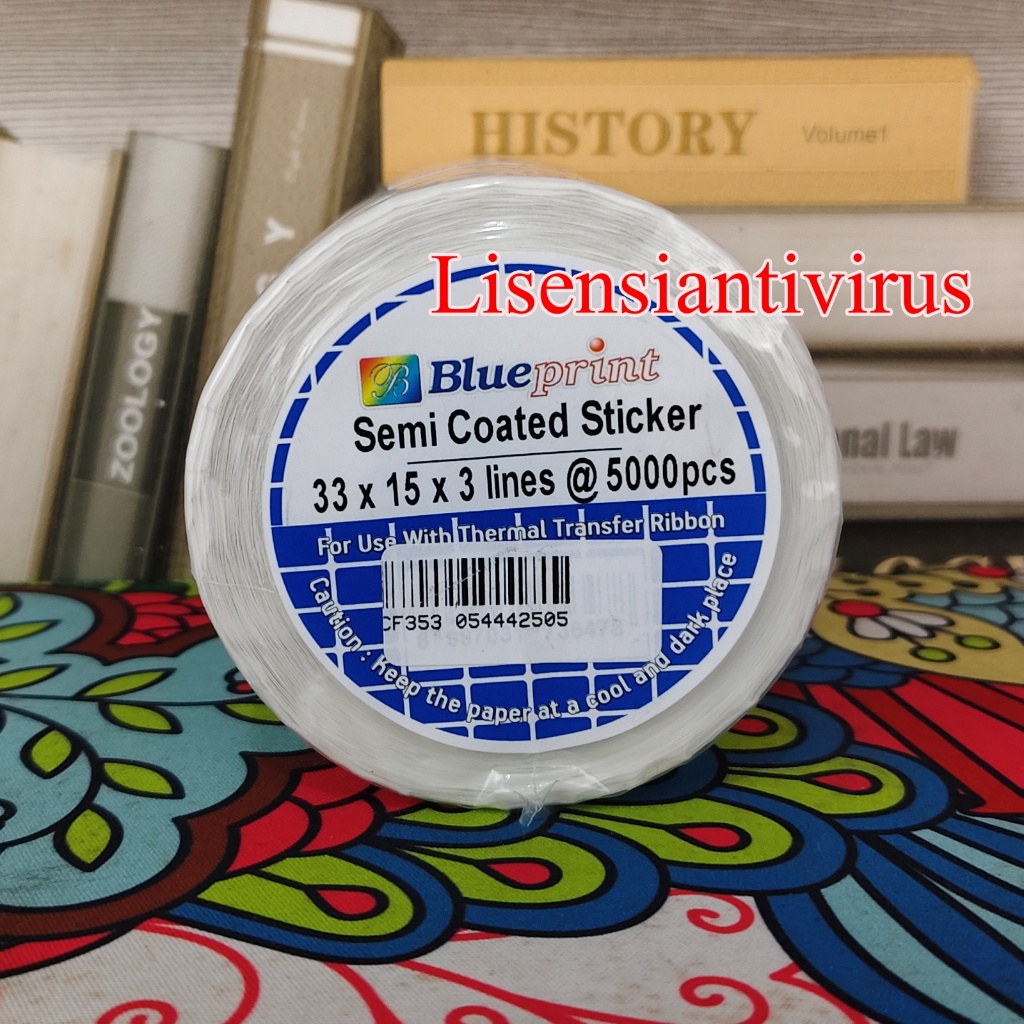 HISTORY Volume1
Lisensiantivirus
ZOOLOGY
onal Law
B Blueprint
Semi Coated Sticker
33 x 15 x 3 lines @ 5000pcs
For Use With Thermal Transfer Ribbon
CF353 054442505
Caution : Keep the paper at a cool and dark place